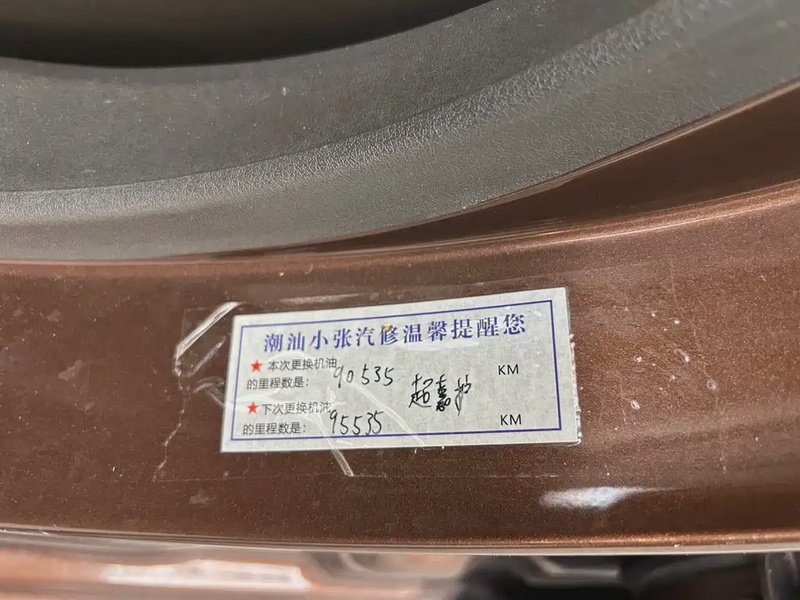 潮汕小张汽修温馨提醒您
★本次更换机油
的里程数是: 90535 KM
超惠护
★下次更换机油
的里程数是: 95535 KM